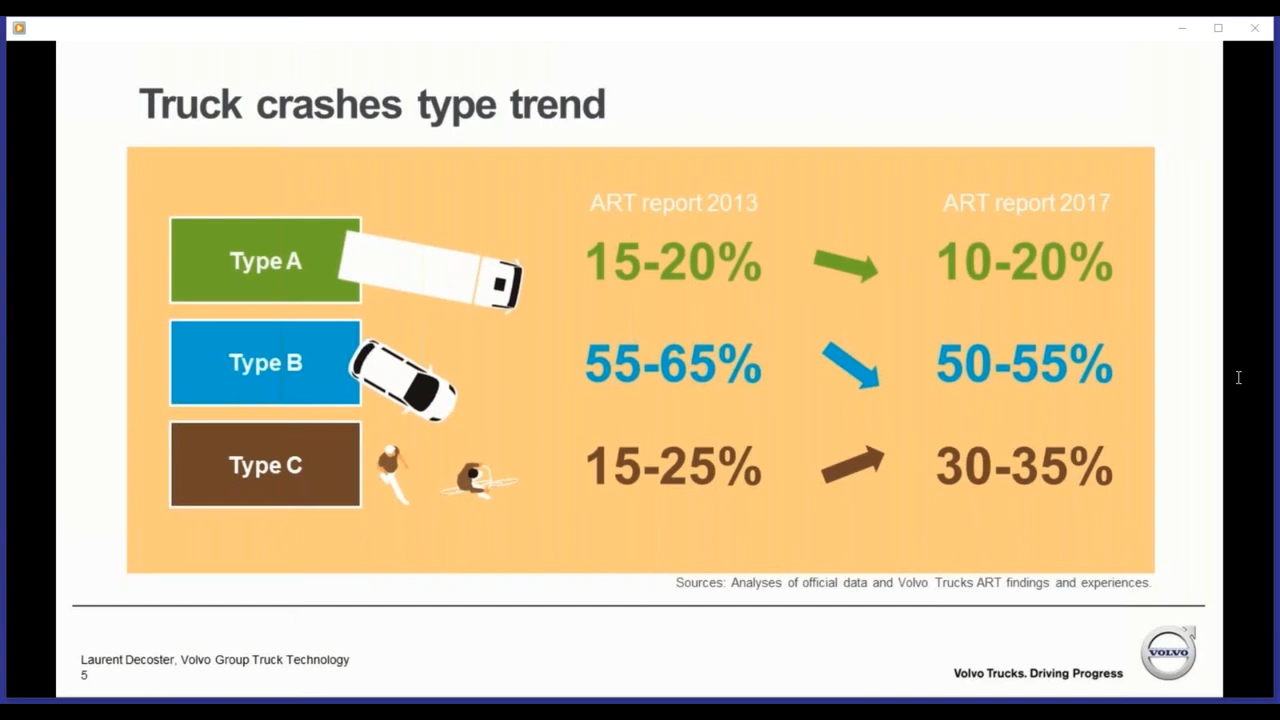 Truck crashes type trend
ART report 2013 ART report 2017
Type A 15-20% 10-20%
Type B 55-65% 50-55%
Type C 15-25% 30-35%
Sources: Analyses of official data and Volvo Trucks ART findings and experiences.
Laurent Decoster, Volvo Group Truck Technology
5
Volvo Trucks. Driving Progress
VOLVO